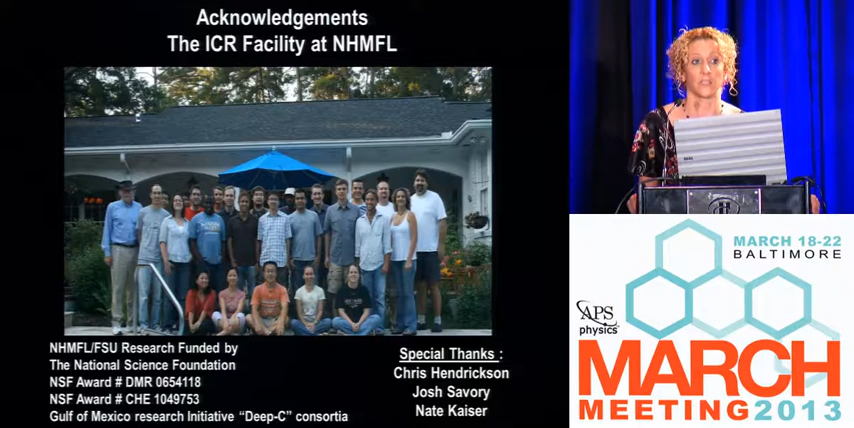 Acknowledgements
The ICR Facility at NHMFL
NHMFL/FSU Research Funded by
The National Science Foundation
NSF Award # DMR 0654118
NSF Award # CHE 1049753
Gulf of Mexico research Initiative “Deep-C” consortia
Special Thanks :
Chris Hendrickson
Josh Savory
Nate Kaiser
MARCH 18-22
BALTIMORE
APS
physics
MARCH
MEETING 2013